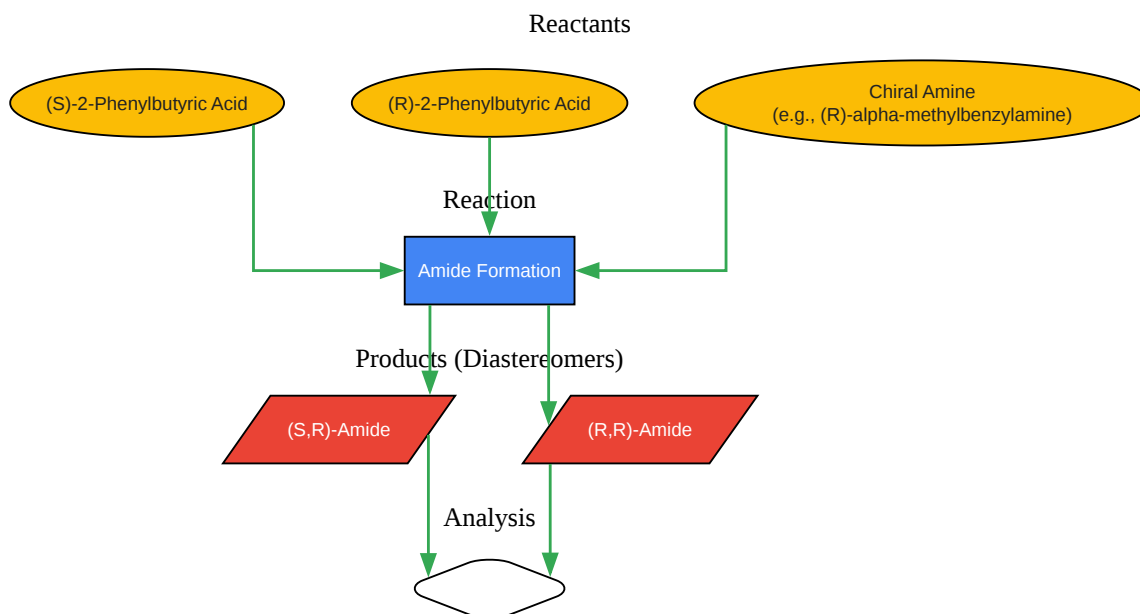 Reactants
(S)-2-Phenylbutyric Acid
(R)-2-Phenylbutyric Acid
Chiral Amine
(e.g., (R)-alpha-methylbenzylamine)
Reaction
Amide Formation
Products (Diastereomers)
(S,R)-Amide
(R,R)-Amide
Analysis